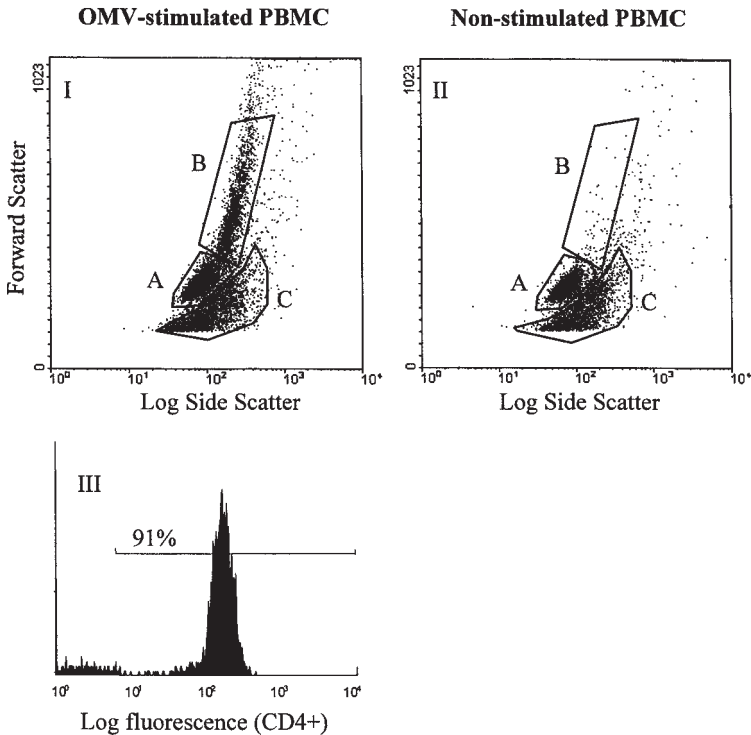 OMV-stimulated PBMC
Non-stimulated PBMC
1023
I
B
A
C
0
Forward Scatter
10⁰
10¹
10²
10³
10⁴
Log Side Scatter
1023
II
B
A
C
0
10⁰
10¹
10²
10³
10⁴
Log Side Scatter
III
91%
10⁰
10¹
10²
10³
10⁴
Log fluorescence (CD4+)